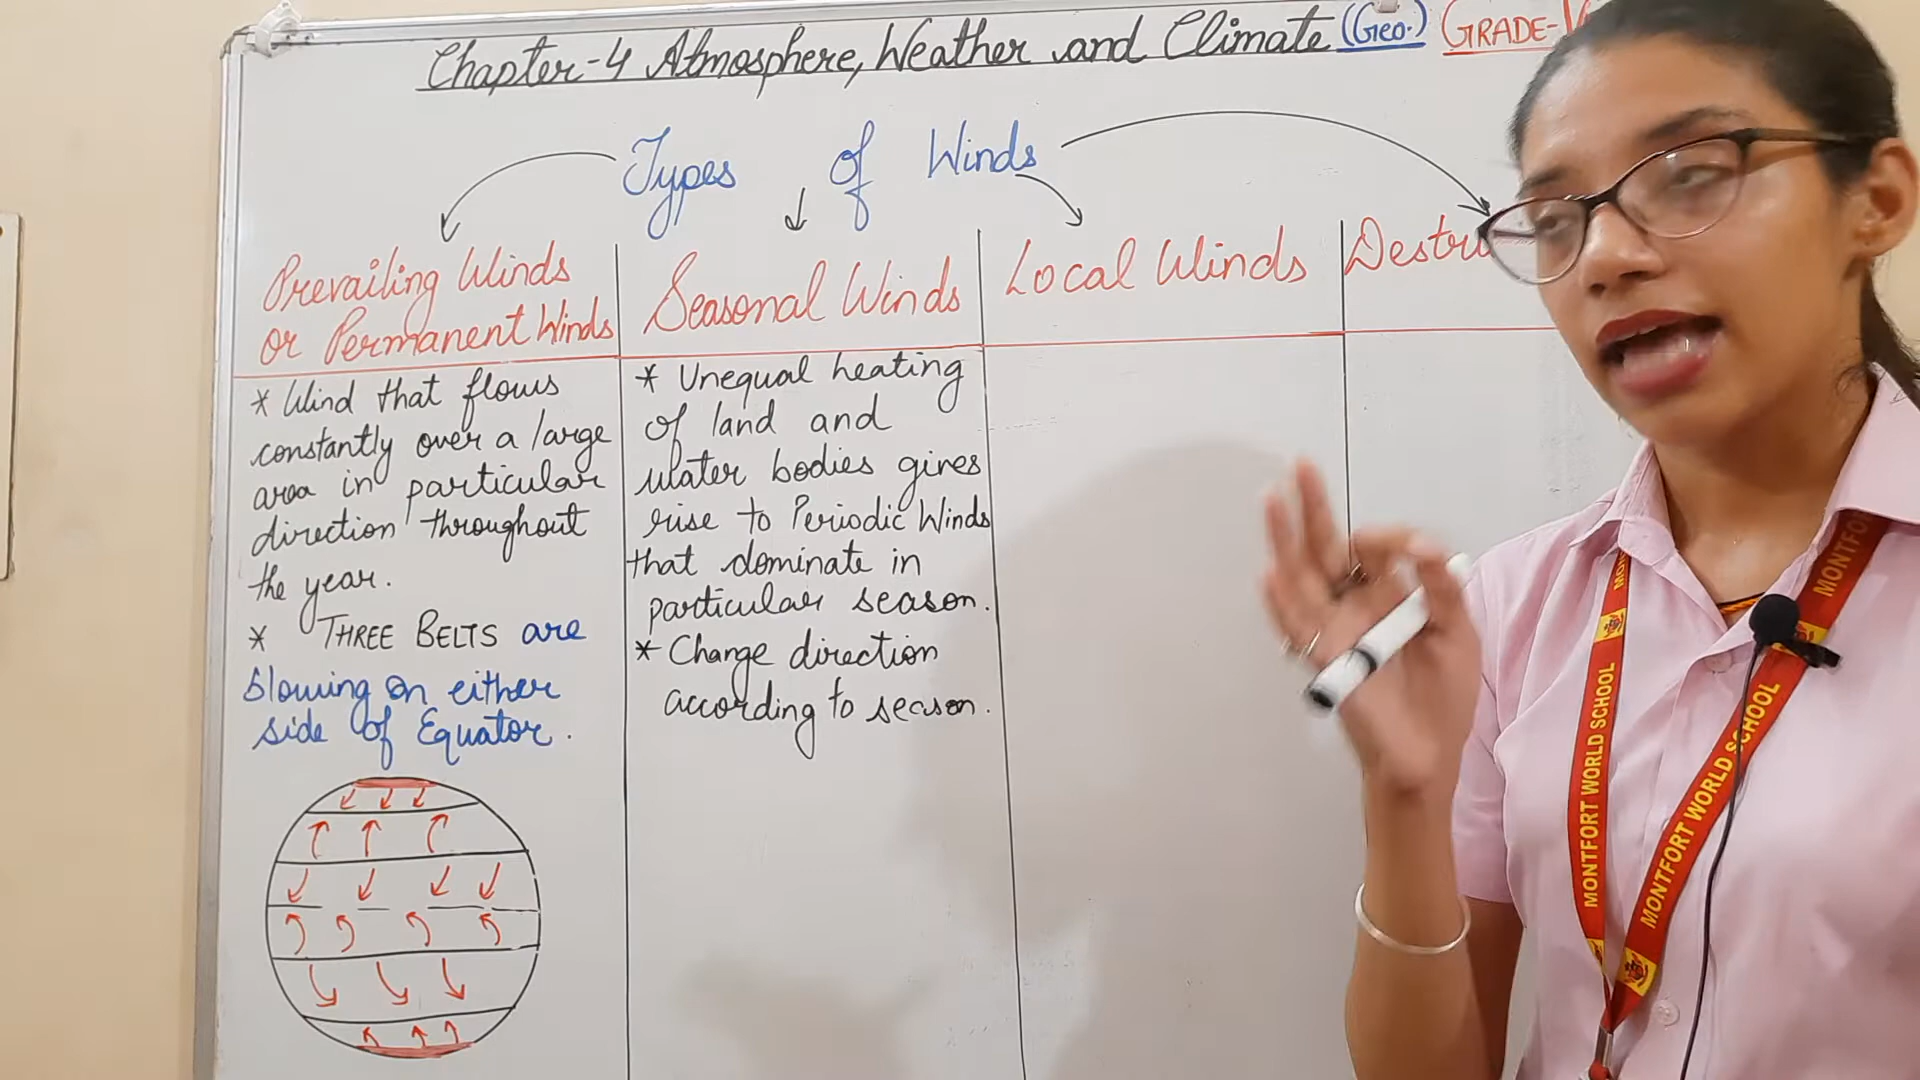 Chapter-4 Atmosphere, Weather and Climate (Geo.)
Types of Winds
Prevailing Winds
or Permanent Winds
* Wind that flows
constantly over a large
area in particular
direction throughout
the year.
* THREE BELTS are
blowing on either
side of Equator.
Seasonal Winds
* Unequal heating
of land and
water bodies gives
rise to Periodic Winds
that dominate in
particular season.
* Change direction
according to season.
Local Winds
MONTFORT WORLD SCHOOL
MONTFORT WORLD SCHOOL